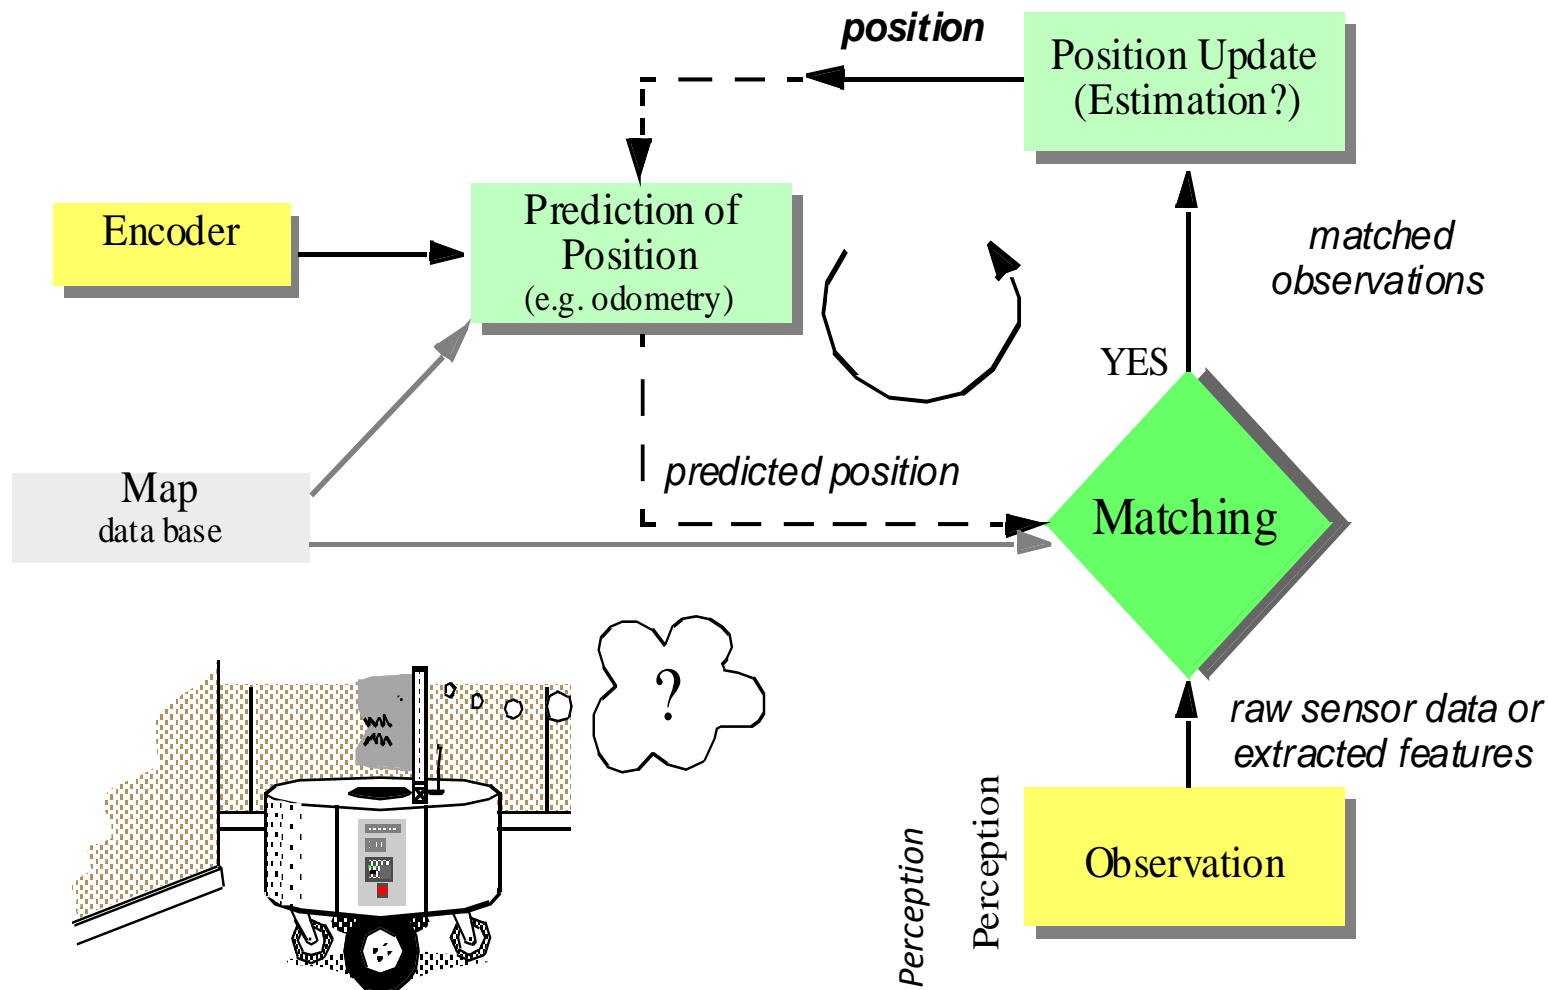 position
Position Update
(Estimation?)
Encoder
Prediction of
Position
(e.g. odometry)
matched
observations
YES
predicted position
Map
data base
Matching
?
raw sensor data or
extracted features
Perception
Perception
Observation